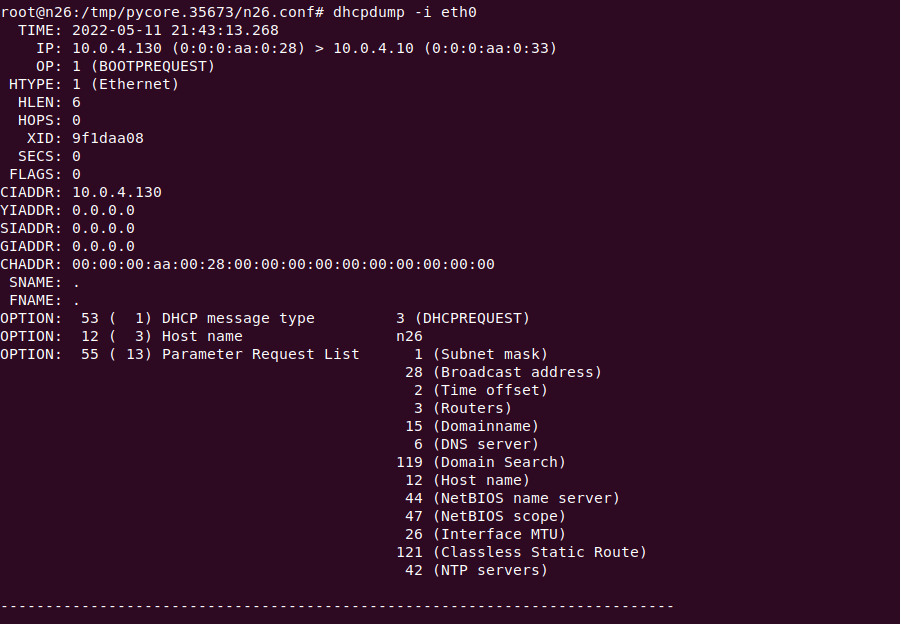 root@n26:/tmp/pycore.35673/n26.conf# dhcpdump -i eth0
  TIME: 2022-05-11 21:43:13.268
    IP: 10.0.4.130 (0:0:0:aa:0:28) > 10.0.4.10 (0:0:0:aa:0:33)
    OP: 1 (BOOTPREQUEST)
 HTYPE: 1 (Ethernet)
  HLEN: 6
  HOPS: 0
   XID: 9f1daa08
  SECS: 0
 FLAGS: 0
CIADDR: 10.0.4.130
YIADDR: 0.0.0.0
SIADDR: 0.0.0.0
GIADDR: 0.0.0.0
CHADDR: 00:00:00:aa:00:28:00:00:00:00:00:00:00:00:00:00
 SNAME: .
 FNAME: .
OPTION:  53 (  1) DHCP message type         3 (DHCPREQUEST)
OPTION:  12 (  3) Host name                 n26
OPTION:  55 ( 13) Parameter Request List      1 (Subnet mask)
                                             28 (Broadcast address)
                                              2 (Time offset)
                                              3 (Routers)
                                             15 (Domainname)
                                              6 (DNS server)
                                            119 (Domain Search)
                                             12 (Host name)
                                             44 (NetBIOS name server)
                                             47 (NetBIOS scope)
                                             26 (Interface MTU)
                                            121 (Classless Static Route)
                                             42 (NTP servers)
---------------------------------------------------------------------------